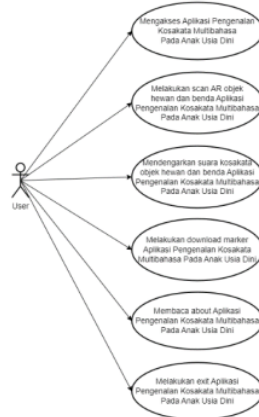 Mengakses Aplikasi Pengenalan
Kosakata Multibahasa
Pada Anak Usia Dini
Melakukan scan AR objek
hewan dan benda Aplikasi
Pengenalan Kosakata Multibahasa
Pada Anak Usia Dini
Mendengarkan suara kosakata
objek hewan dan benda Aplikasi
Pengenalan Kosakata Multibahasa
Pada Anak Usia Dini
User
Melakukan download marker
Aplikasi Pengenalan Kosakata
Multibahasa Pada Anak Usia Dini
Membaca about Aplikasi
Pengenalan Kosakata Multibahasa
Pada Anak Usia Dini
Melakukan exit Aplikasi
Pengenalan Kosakata Multibahasa
Pada Anak Usia Dini